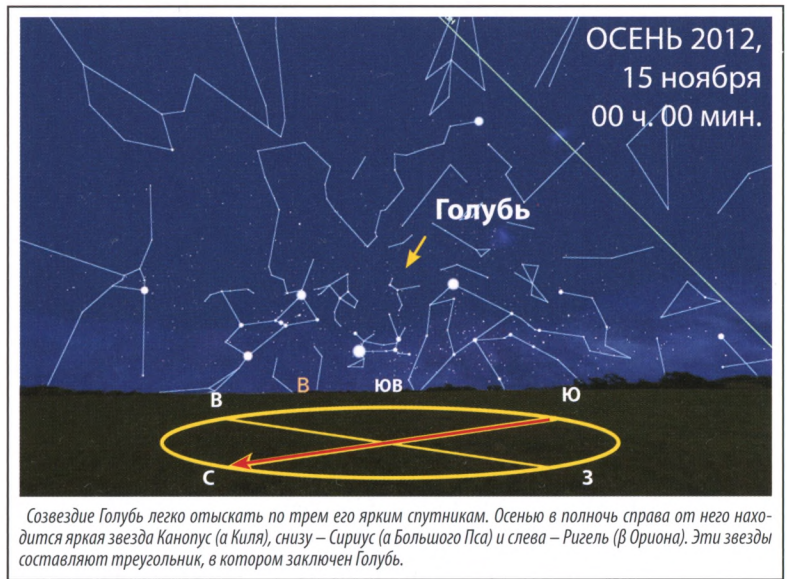 ОСЕНЬ 2012,
15 ноября
00 ч. 00 мин.
Голубь
В
В
ЮВ
Ю
С
З
Созвездие Голубь легко отыскать по трем его ярким спутникам. Осенью в полночь справа от него нахо-
дится яркая звезда Канопус (α Киля), снизу – Сириус (α Большого Пса) и слева – Ригель (β Ориона). Эти звезды
составляют треугольник, в котором заключен Голубь.